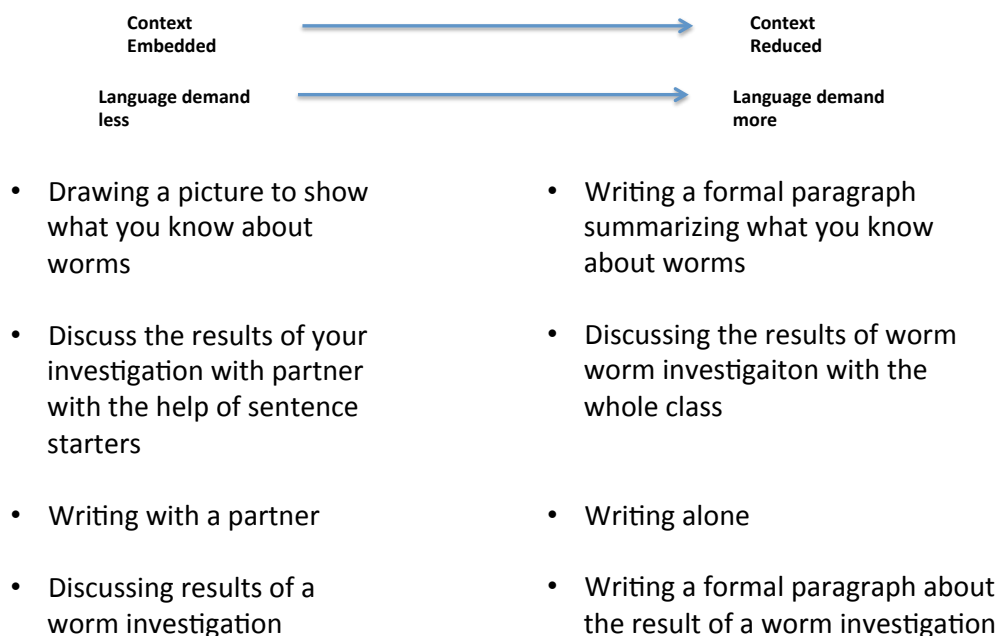 Context
Embedded
Context
Reduced
Language demand
less
Language demand
more
• Drawing a picture to show
what you know about
worms
• Discuss the results of your
investigation with partner
with the help of sentence
starters
• Writing with a partner
• Discussing results of a
worm investigation
• Writing a formal paragraph
summarizing what you know
about worms
• Discussing the results of worm
worm investigaiton with the
whole class
• Writing alone
• Writing a formal paragraph about
the result of a worm investigation